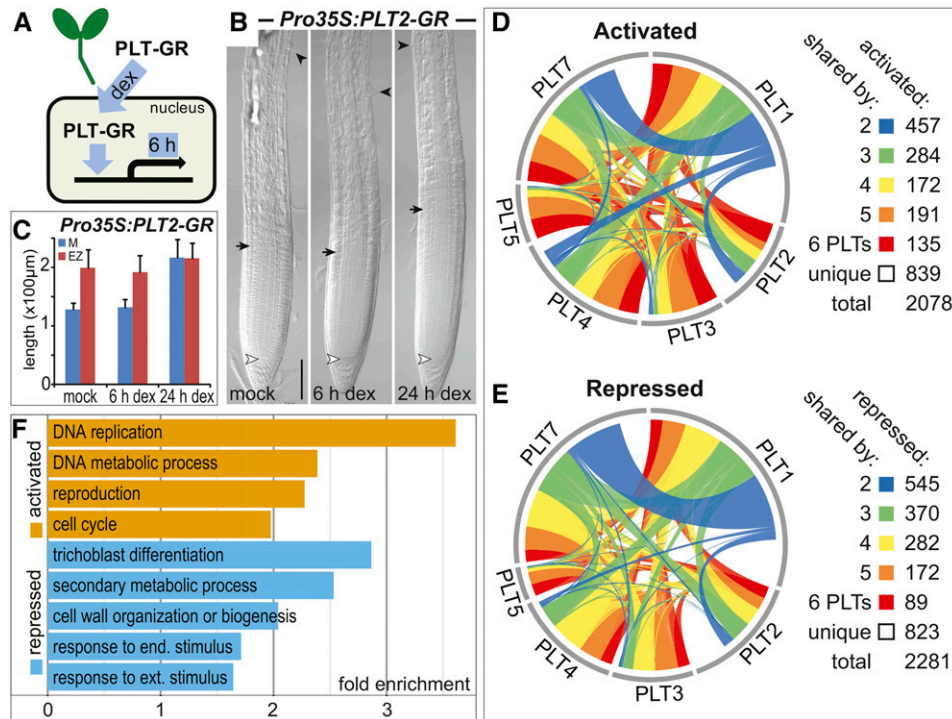 A
PLT-GR
dex
nucleus
PLT-GR
6 h
B
Pro35S:PLT2-GR
mock
6 h dex
24 h dex
C
Pro35S:PLT2-GR
M
EZ
length (x100µm)
2
1
0
mock
6 h dex
24 h dex
D
Activated
PLT7
PLT1
PLT2
PLT3
PLT4
PLT5
shared by:
activated:
2 457
3 284
4 172
5 191
6 PLTs 135
unique 839
total 2078
E
Repressed
PLT7
PLT1
PLT2
PLT3
PLT4
PLT5
shared by:
repressed:
2 545
3 370
4 282
5 172
6 PLTs 89
unique 823
total 2281
F
activated
repressed
DNA replication
DNA metabolic process
reproduction
cell cycle
trichoblast differentiation
secondary metabolic process
cell wall organization or biogenesis
response to end. stimulus
response to ext. stimulus
fold enrichment
0 1 2 3